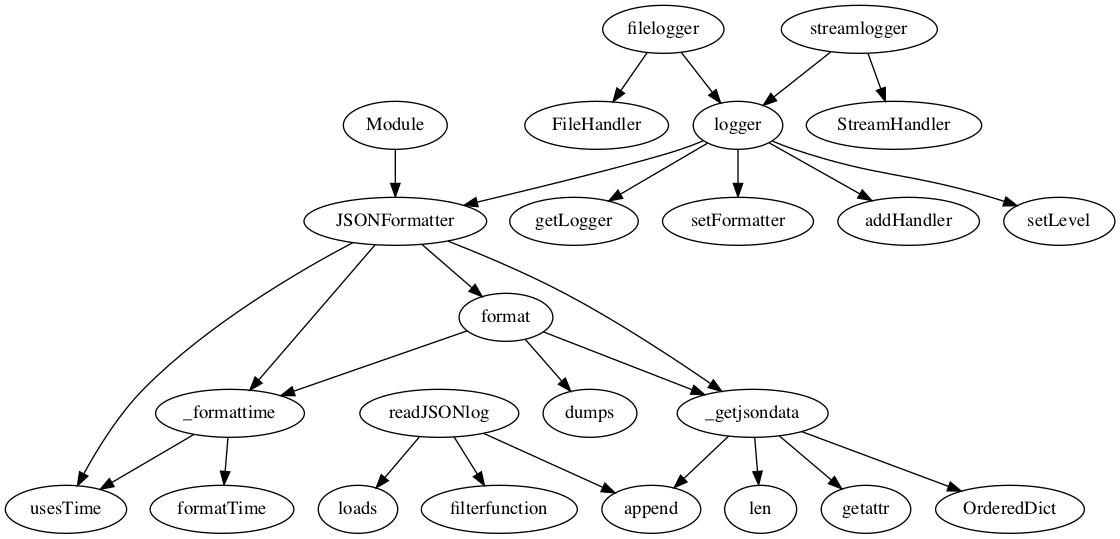 filelogger
streamlogger
Module
FileHandler
logger
StreamHandler
JSONFormatter
getLogger
setFormatter
addHandler
setLevel
format
_formattime
readJSONlog
dumps
_getjsondata
usesTime
formatTime
loads
filterfunction
append
len
getattr
OrderedDict